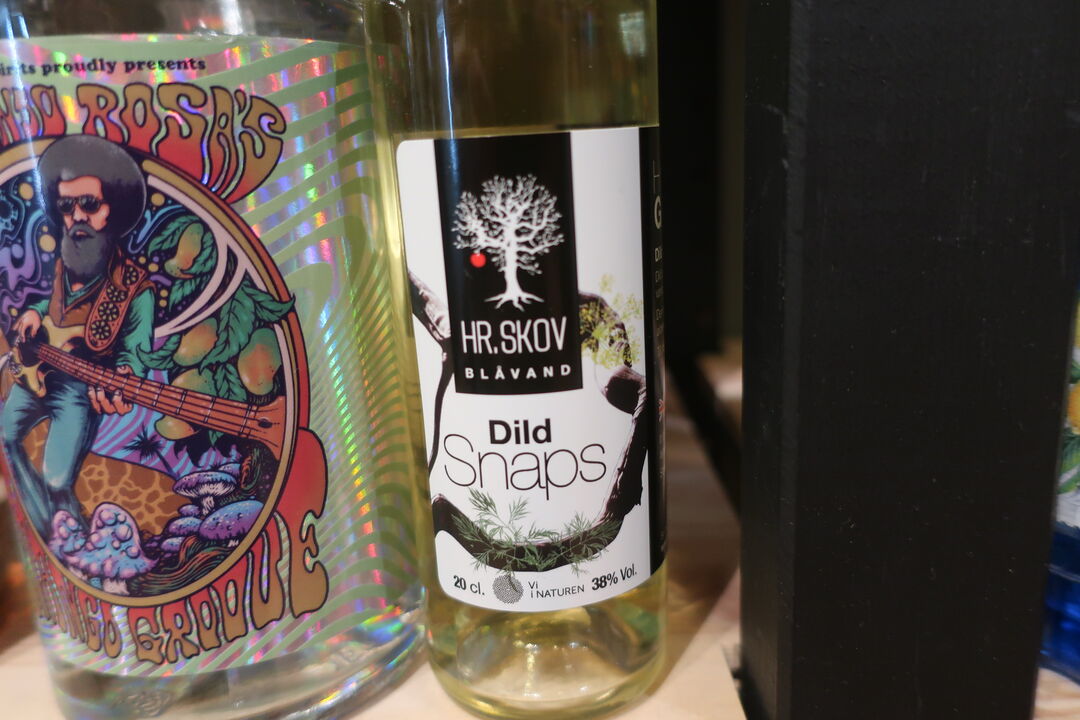 proudly presents
ROSA'S
GROOVE
HR.SKOV
BLÅVAND
Dild
Snaps
20 cl.
Vi
i NATUREN
38% Vol.